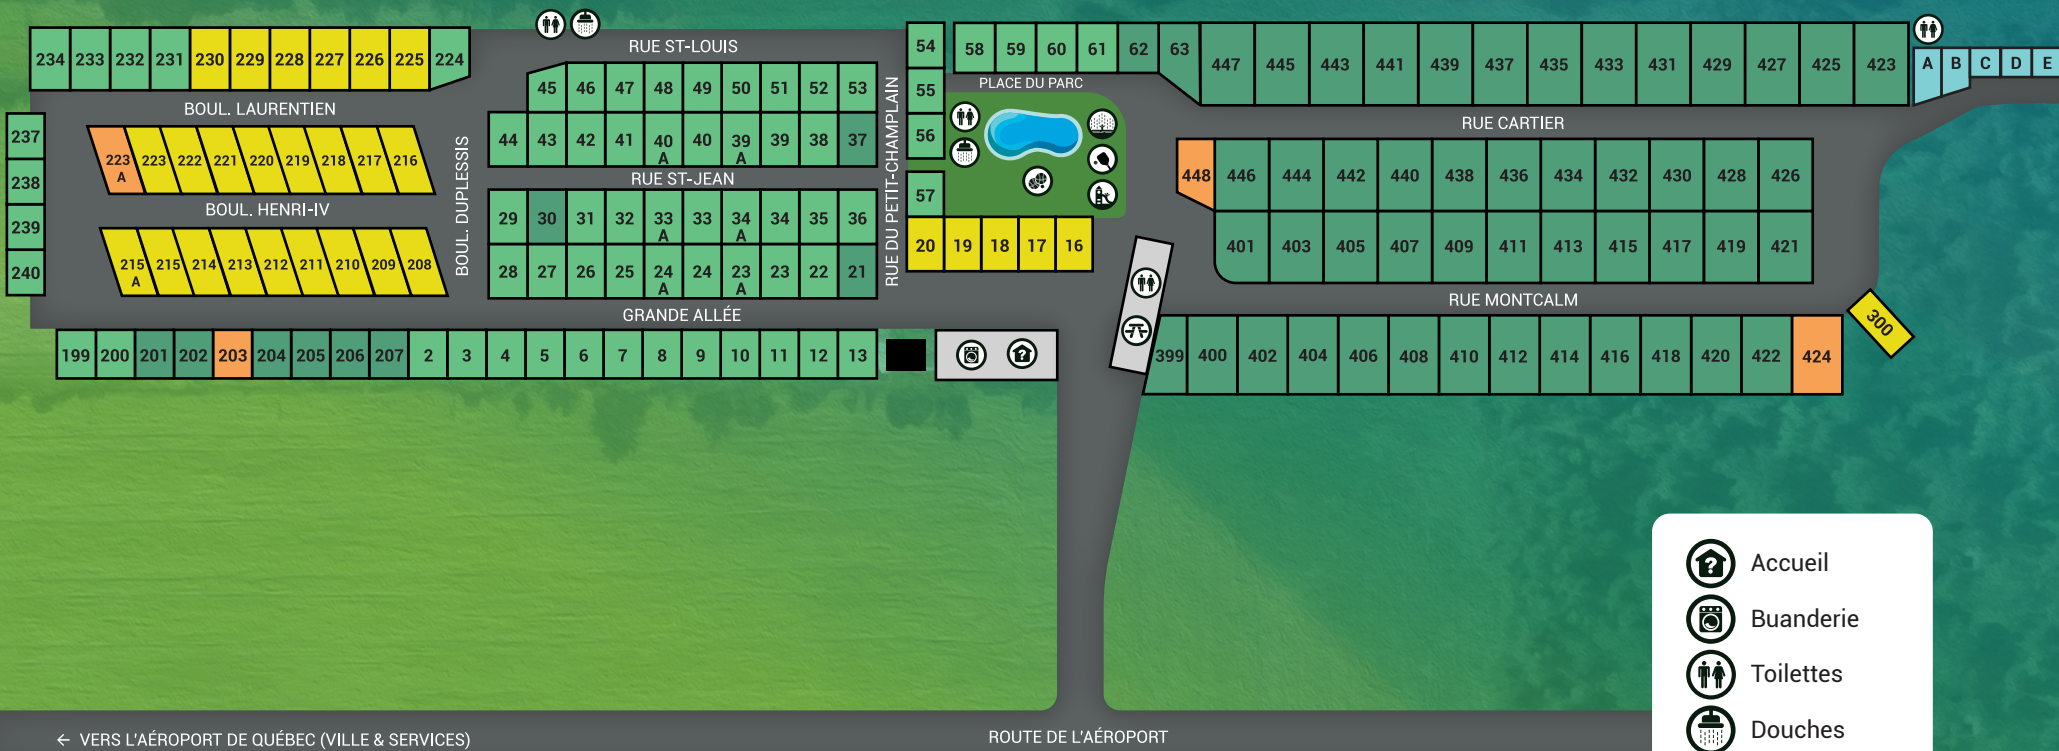 234 233 232 231 230 229 228 227 226 225 224
BOUL. LAURENTIEN
237
238
239
240
223 A 223 222 221 220 219 218 217 216
BOUL. HENRI-IV
215 A 215 214 213 212 211 210 209 208
BOUL. DUPLESSIS
RUE ST-LOUIS
45 46 47 48 49 50 51 52 53
44 43 42 41 40 A 40 39 A 39 38 37
RUE ST-JEAN
29 30 31 32 33 A 33 34 A 34 35 36
28 27 26 25 24 A 24 23 A 23 22 21
GRANDE ALLÉE
199 200 201 202 203 204 205 206 207 2 3 4 5 6 7 8 9 10 11 12 13
RUE DU PETIT-CHAMPLAIN
54
55
56
57
58 59 60 61 62 63
PLACE DU PARC
20 19 18 17 16
447 445 443 441 439 437 435 433 431 429 427 425 423
A B C D E
RUE CARTIER
448 446 444 442 440 438 436 434 432 430 428 426
401 403 405 407 409 411 413 415 417 419 421
RUE MONTCALM
300
399 400 402 404 406 408 410 412 414 416 418 420 422 424
?
?
Accueil
Buanderie
Toilettes
Douches
← VERS L'AÉROPORT DE QUÉBEC (VILLE & SERVICES)
ROUTE DE L'AÉROPORT